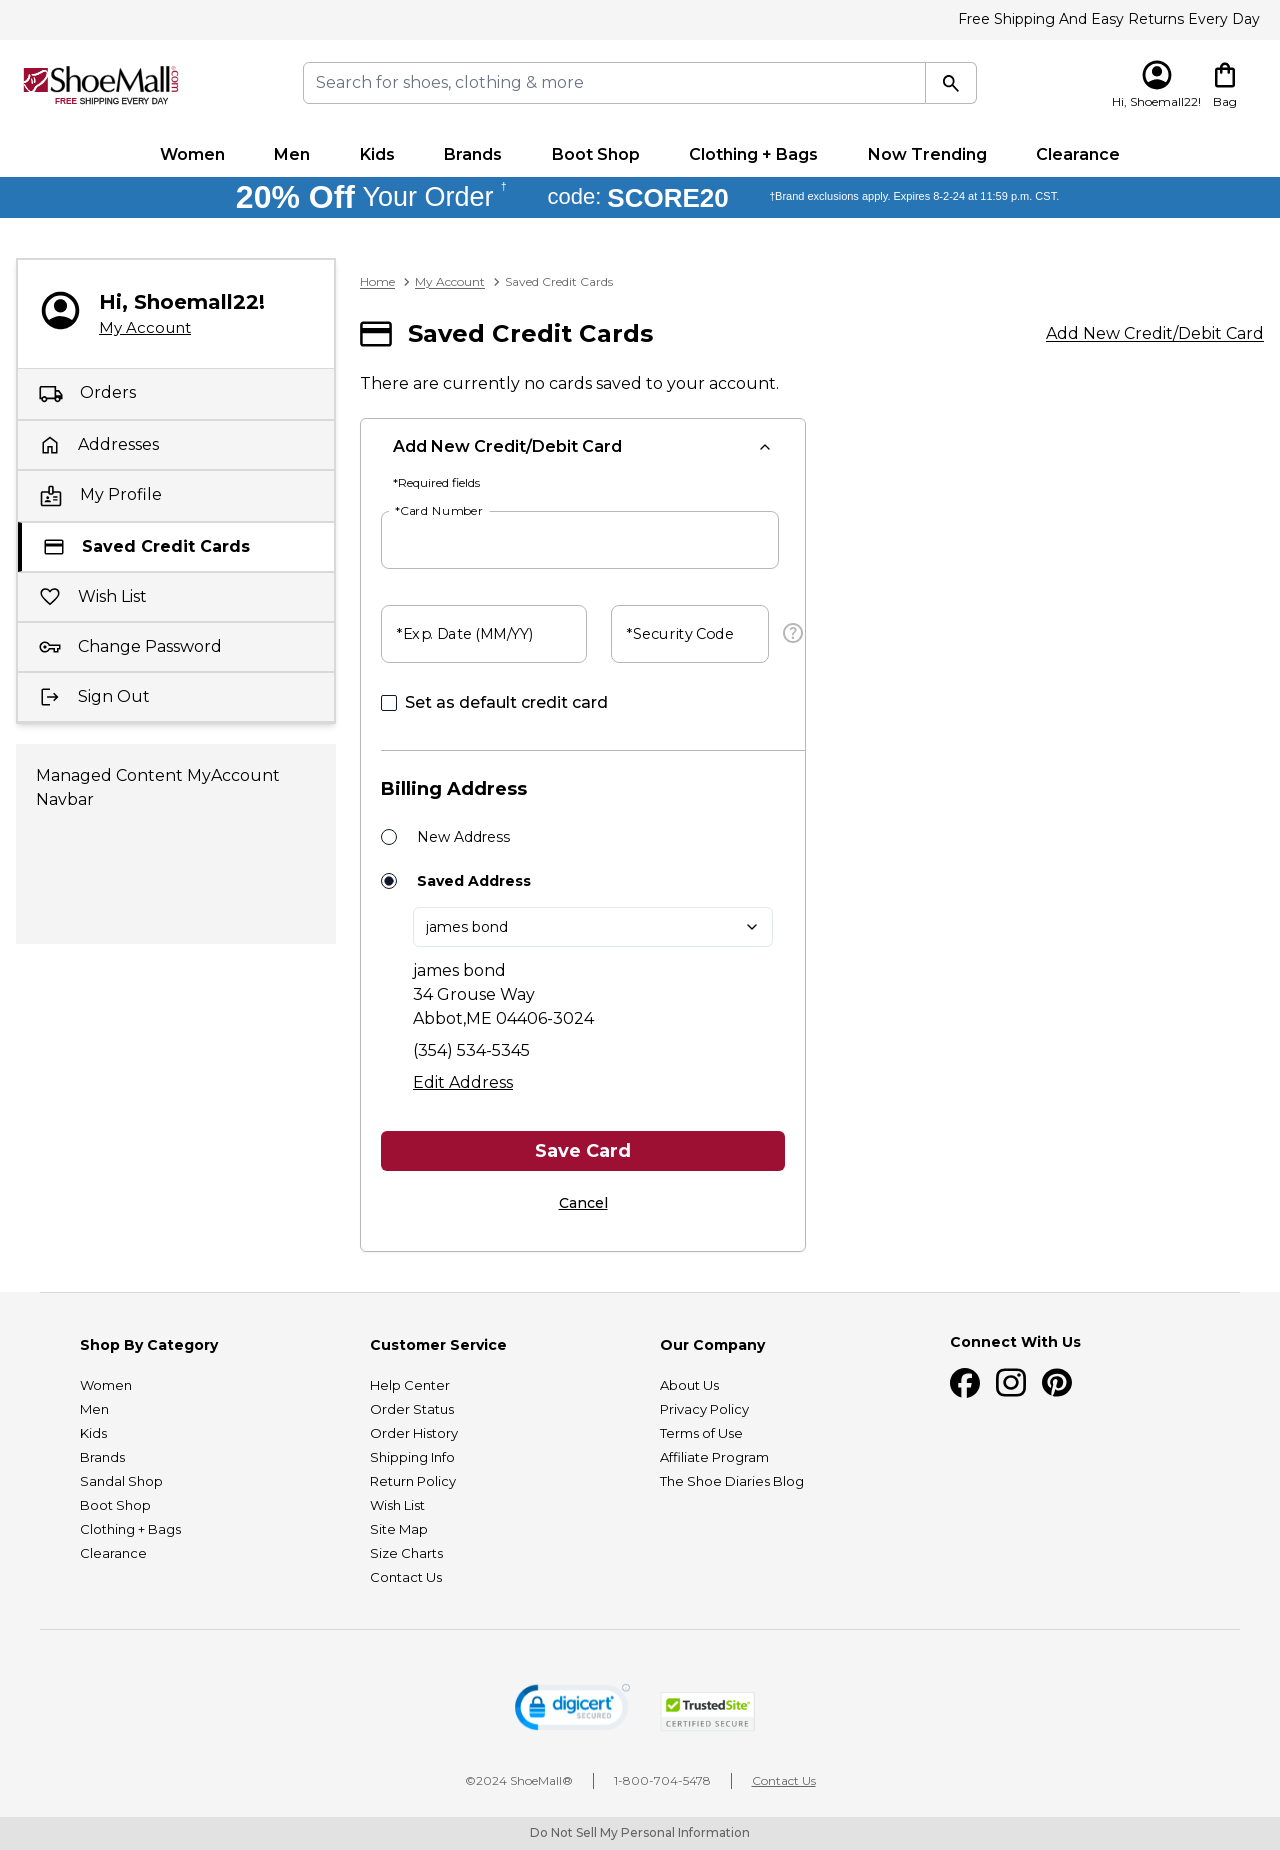 Free Shipping And Easy Returns Every Day
ShoeMall.com
FREE SHIPPING EVERY DAY
Search for shoes, clothing & more
Hi, Shoemall22!
Bag
Women
Men
Kids
Brands
Boot Shop
Clothing + Bags
Now Trending
Clearance
20% Off Your Order † code: SCORE20 †Brand exclusions apply. Expires 8-2-24 at 11:59 p.m. CST.
Hi, Shoemall22!
My Account
Orders
Addresses
My Profile
Saved Credit Cards
Wish List
Change Password
Sign Out
Managed Content MyAccount
Navbar
Home > My Account > Saved Credit Cards
Saved Credit Cards
Add New Credit/Debit Card
There are currently no cards saved to your account.
Add New Credit/Debit Card
*Required fields
*Card Number
*Exp. Date (MM/YY)
*Security Code
Set as default credit card
Billing Address
New Address
Saved Address
james bond
james bond
34 Grouse Way
Abbot,ME 04406-3024
(354) 534-5345
Edit Address
Save Card
Cancel
Shop By Category
Women
Men
Kids
Brands
Sandal Shop
Boot Shop
Clothing + Bags
Clearance
Customer Service
Help Center
Order Status
Order History
Shipping Info
Return Policy
Wish List
Site Map
Size Charts
Contact Us
Our Company
About Us
Privacy Policy
Terms of Use
Affiliate Program
The Shoe Diaries Blog
Connect With Us
digicert
SECURED
TrustedSite
CERTIFIED SECURE
©2024 ShoeMall®
1-800-704-5478
Contact Us
Do Not Sell My Personal Information